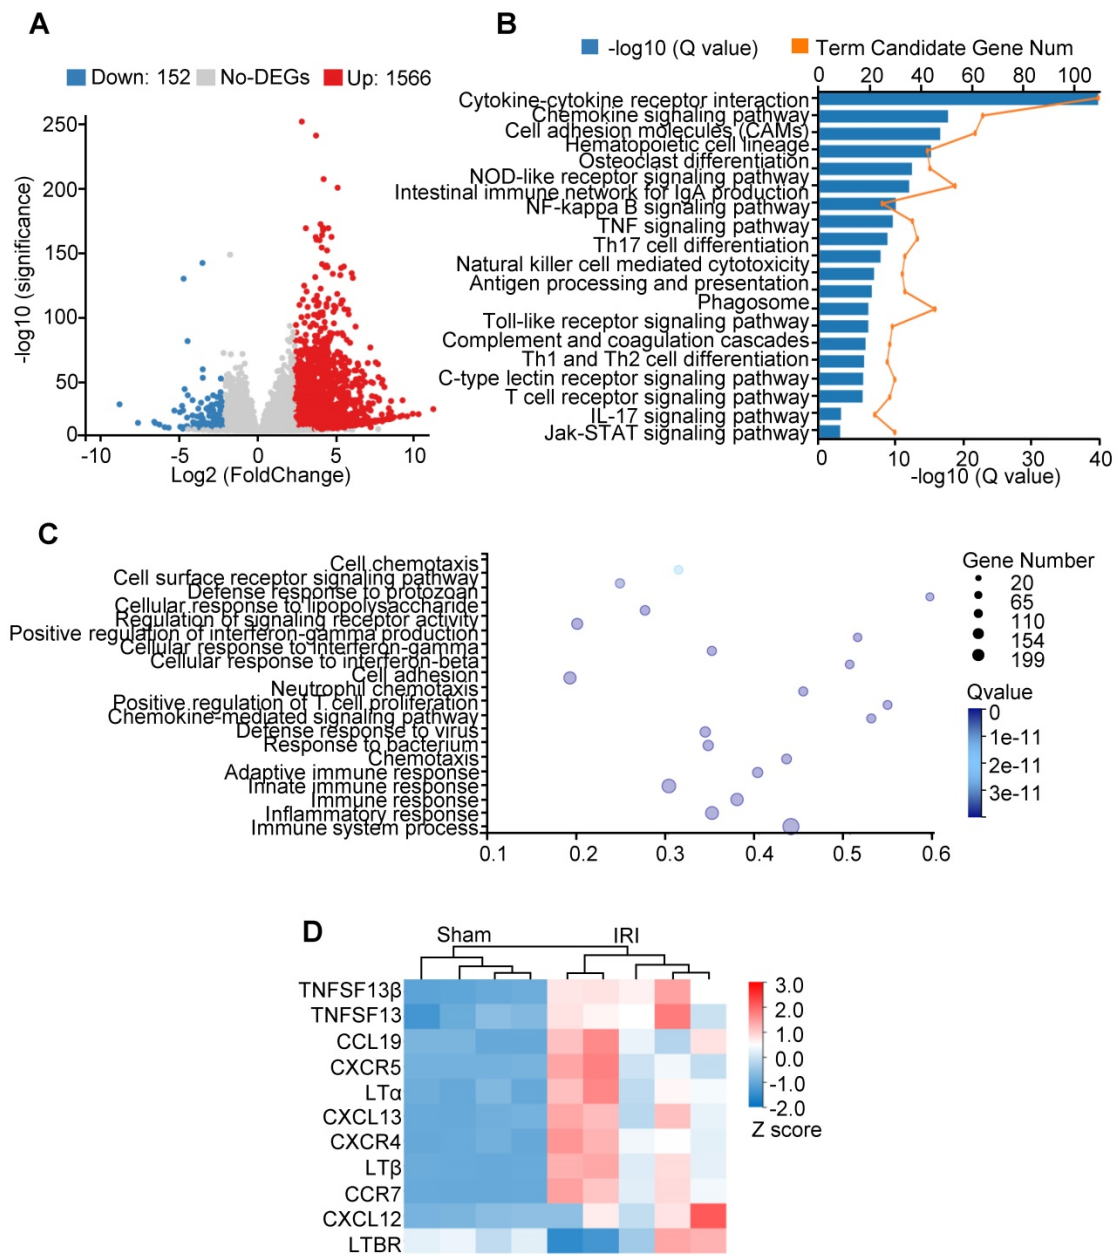 A
Down: 152 No-DEGs Up: 1566
-log10 (significance)
250
200
150
100
50
0
-10 -5 0 5 10
Log2 (FoldChange)
B
-log10 (Q value) Term Candidate Gene Num
0 20 40 60 80 100
Cytokine-cytokine receptor interaction
Chemokine signaling pathway
Cell adhesion molecules (CAMs)
Hematopoietic cell lineage
Osteoclast differentiation
NOD-like receptor signaling pathway
Intestinal immune network for IgA production
NF-kappa B signaling pathway
TNF signaling pathway
Th17 cell differentiation
Natural killer cell mediated cytotoxicity
Antigen processing and presentation
Phagosome
Toll-like receptor signaling pathway
Complement and coagulation cascades
Th1 and Th2 cell differentiation
C-type lectin receptor signaling pathway
T cell receptor signaling pathway
IL-17 signaling pathway
Jak-STAT signaling pathway
0 10 20 30 40
-log10 (Q value)
C
Cell chemotaxis
Cell surface receptor signaling pathway
Defense response to protozoan
Cellular response to lipopolysaccharide
Regulation of signaling receptor activity
Positive regulation of interferon-gamma production
Cellular response to interferon-gamma
Cellular response to interferon-beta
Cell adhesion
Neutrophil chemotaxis
Positive regulation of T cell proliferation
Chemokine-mediated signaling pathway
Defense response to virus
Response to bacterium
Chemotaxis
Adaptive immune response
Innate immune response
Immune response
Inflammatory response
Immune system process
0.1 0.2 0.3 0.4 0.5 0.6
Gene Number
20
65
110
154
199
Qvalue
0
1e-11
2e-11
3e-11
D
Sham IRI
TNFSF13β
TNFSF13
CCL19
CXCR5
LTα
CXCL13
CXCR4
LTβ
CCR7
CXCL12
LTBR
3.0
2.0
1.0
0.0
-1.0
-2.0
Z score